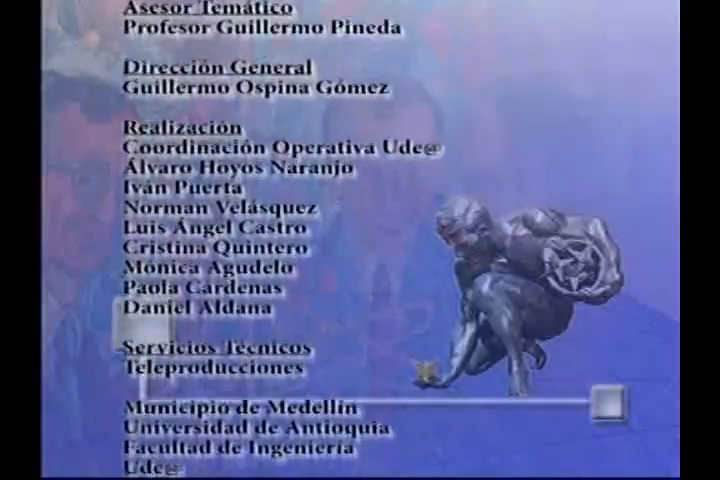 Asesor Temático
Profesor Guillermo Pineda
Dirección General
Guillermo Ospina Gómez
Realización
Coordinación Operativa Ude@
Álvaro Hoyos Naranjo
Iván Puerta
Norman Velásquez
Luis Ángel Castro
Cristina Quintero
Mónica Agudelo
Paola Cárdenas
Daniel Aldana
Servicios Técnicos
Teleproducciones
Municipio de Medellín
Universidad de Antioquia
Facultad de Ingeniería
Ude@